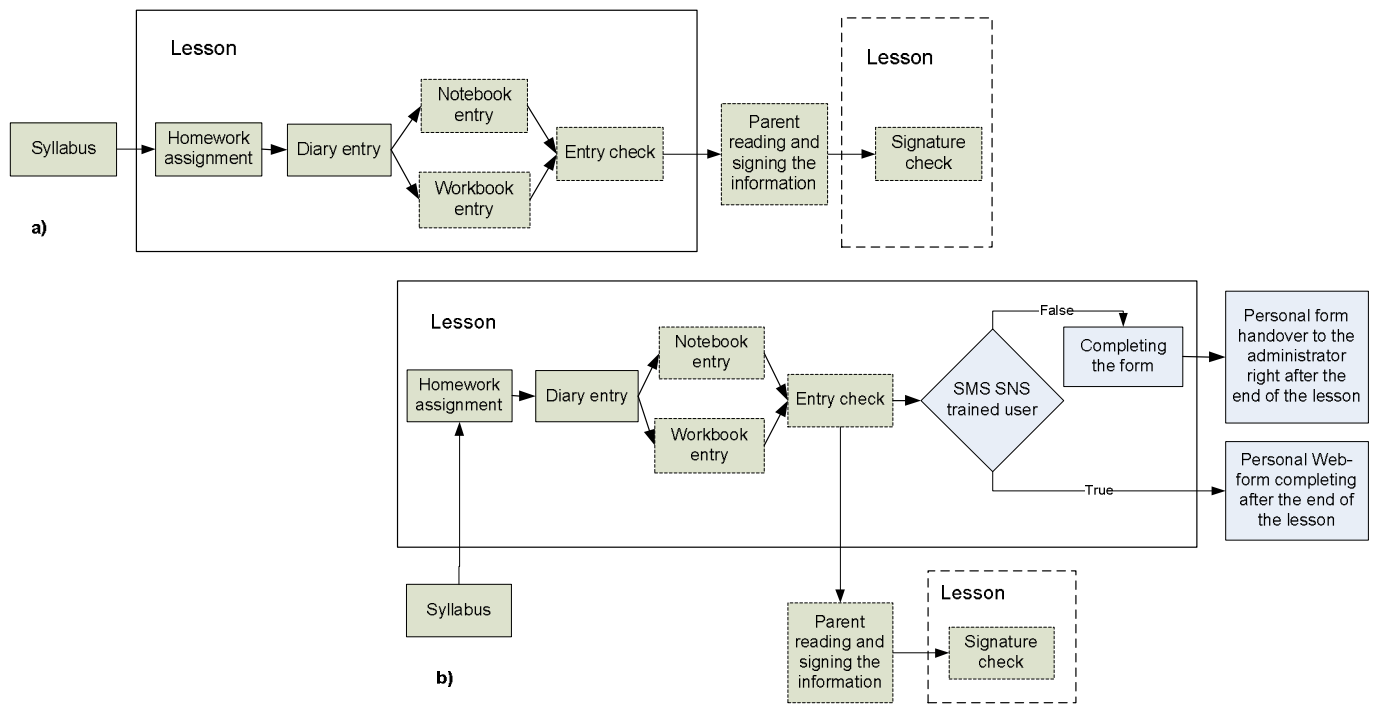 Lesson
Lesson
Syllabus
Homework
assignment
Diary entry
Notebook
entry
Workbook
entry
Entry check
Parent
reading and
signing the
information
Signature
check
a)
Lesson
Homework
assignment
Diary entry
Notebook
entry
Workbook
entry
Entry check
SMS SNS
trained user
False
Completing
the form
Personal form
handover to the
administrator
right after the
end of the lesson
True
Personal Web-
form completing
after the end of
the lesson
Syllabus
Parent
reading and
signing the
information
Lesson
Signature
check
b)